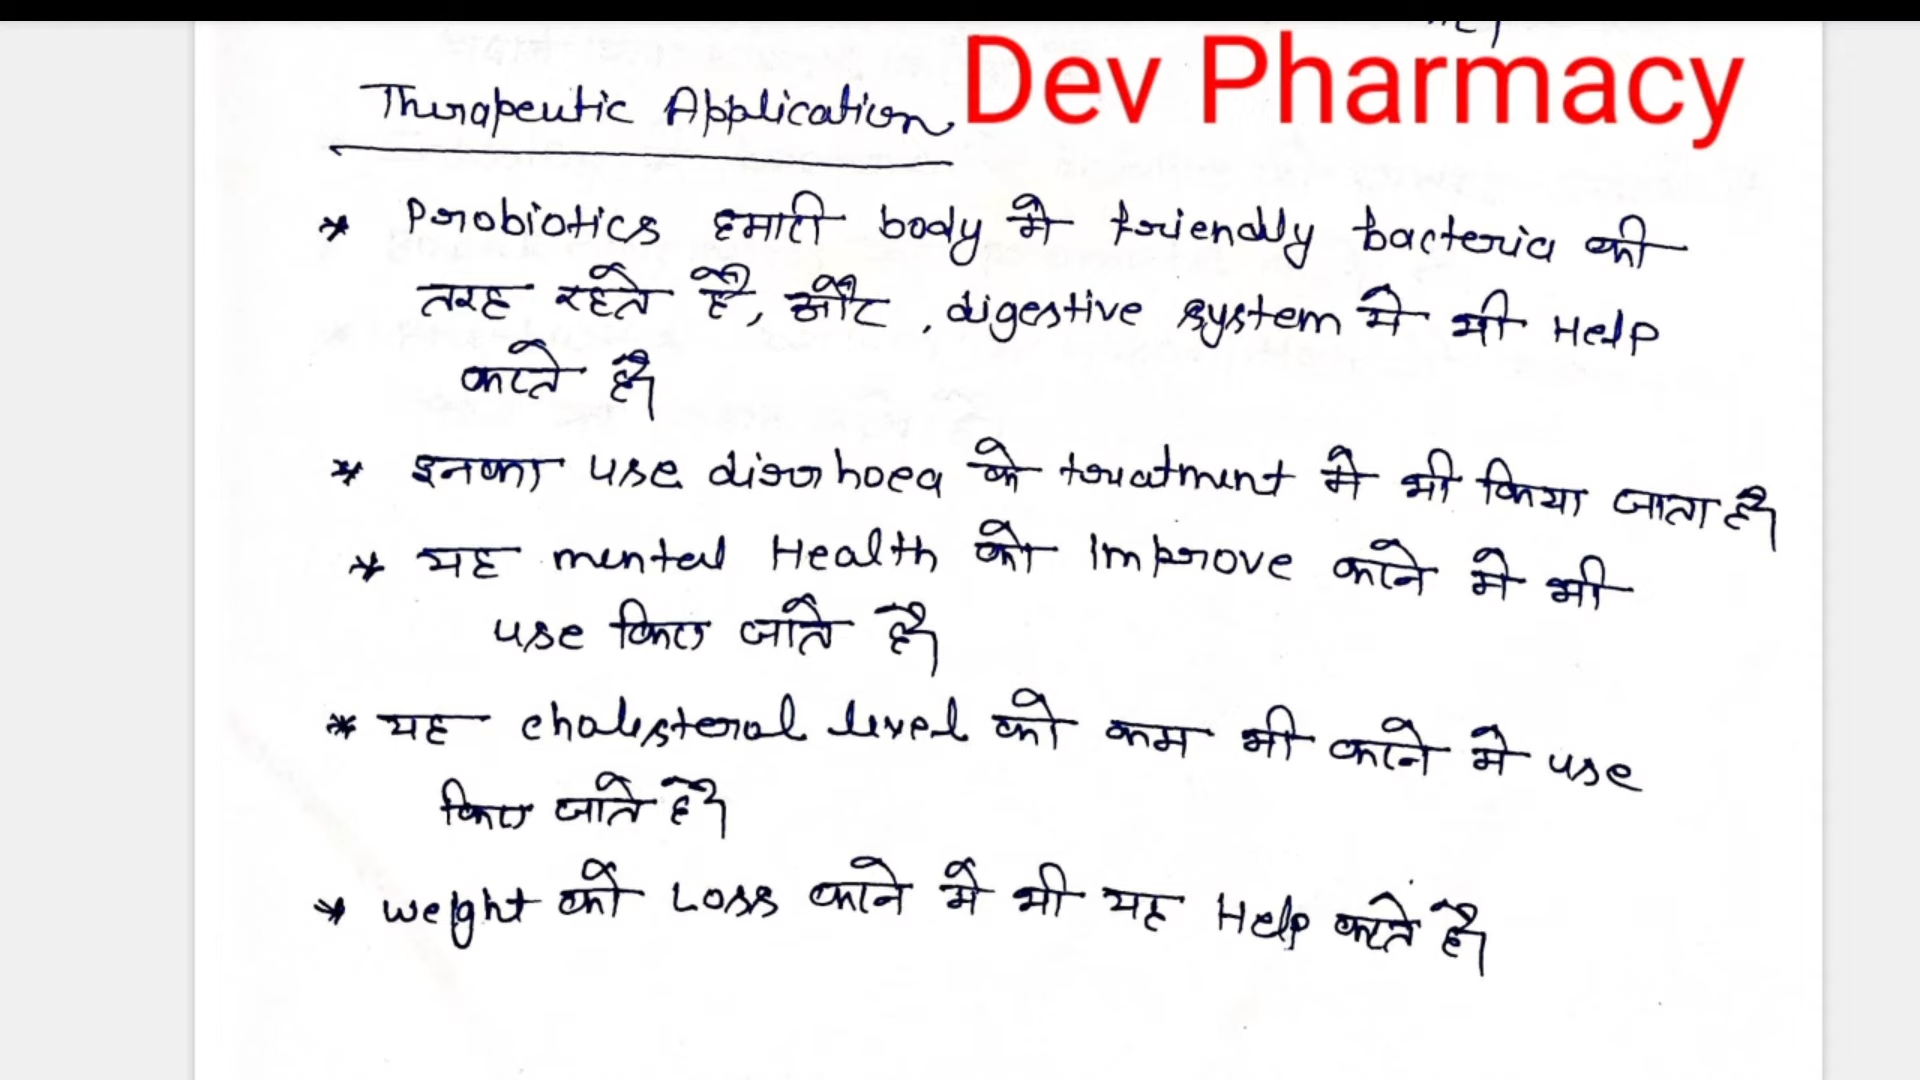 Dev Pharmacy
Therapeutic Application
* Probiotics हमारी body मे friendly bacteria की
तरह रहते है, और , digestive system मे भी Help
करते है।
* इनका use diarrhoea के treatment मे भी किया जाता है।
* यह mental Health को Improve करने मे भी
use किए जाते है।
* यह cholesterol level को कम भी करने मे use
किए जाते है।
* weight को Loss करने मे भी यह Help करते है।